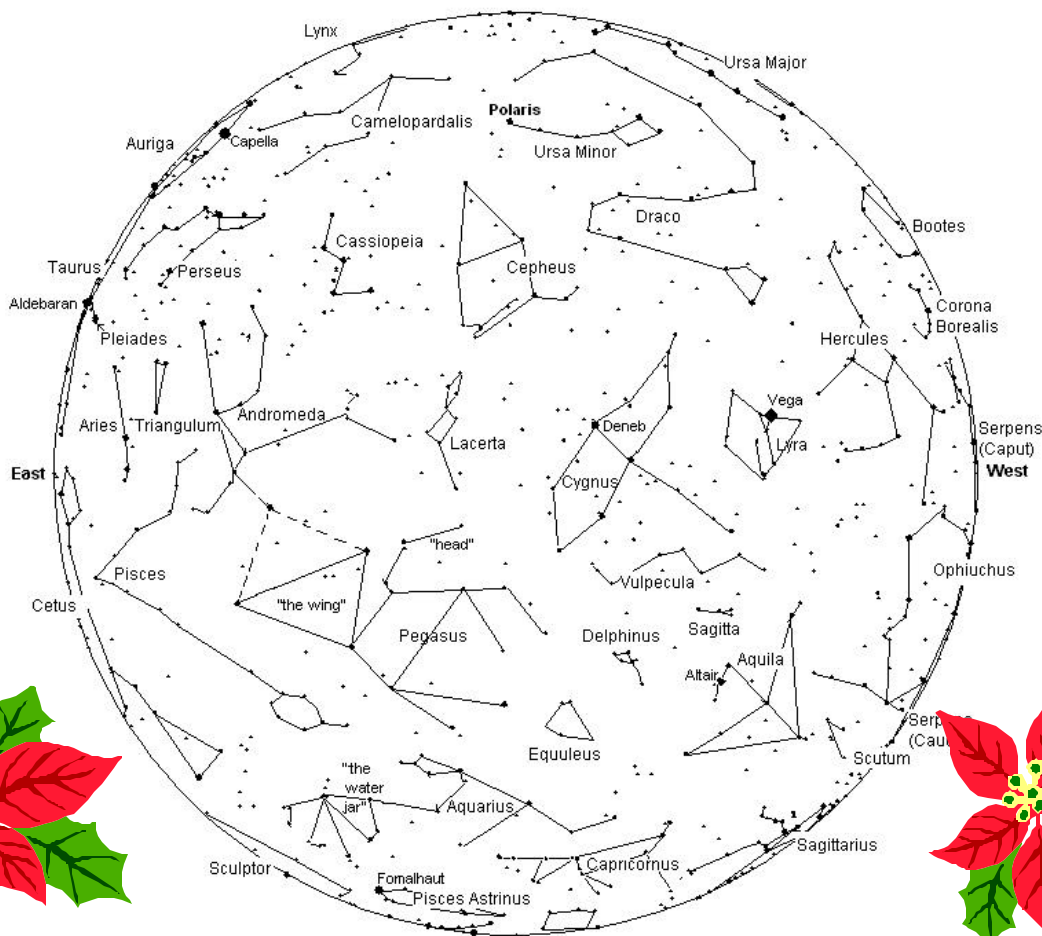 Lynx
Ursa Major
Polaris
Camelopardalis
Capella
Auriga
Ursa Minor
Draco
Bootes
Cassiopeia
Cepheus
Taurus
Perseus
Aldebaran
Pleiades
Corona
Borealis
Hercules
Vega
Andromeda
Aries
Triangulum
Lacerta
Deneb
Lyra
Serpens
(Caput)
East
West
Cygnus
"head"
Pisces
Vulpecula
Ophiuchus
Cetus
"the wing"
Pegasus
Delphinus
Sagitta
Aquila
Altair
Equuleus
Scutum
"the
water
jar"
Aquarius
Sagittarius
Sculptor
Capricornus
Fomalhaut
Pisces Astrinus